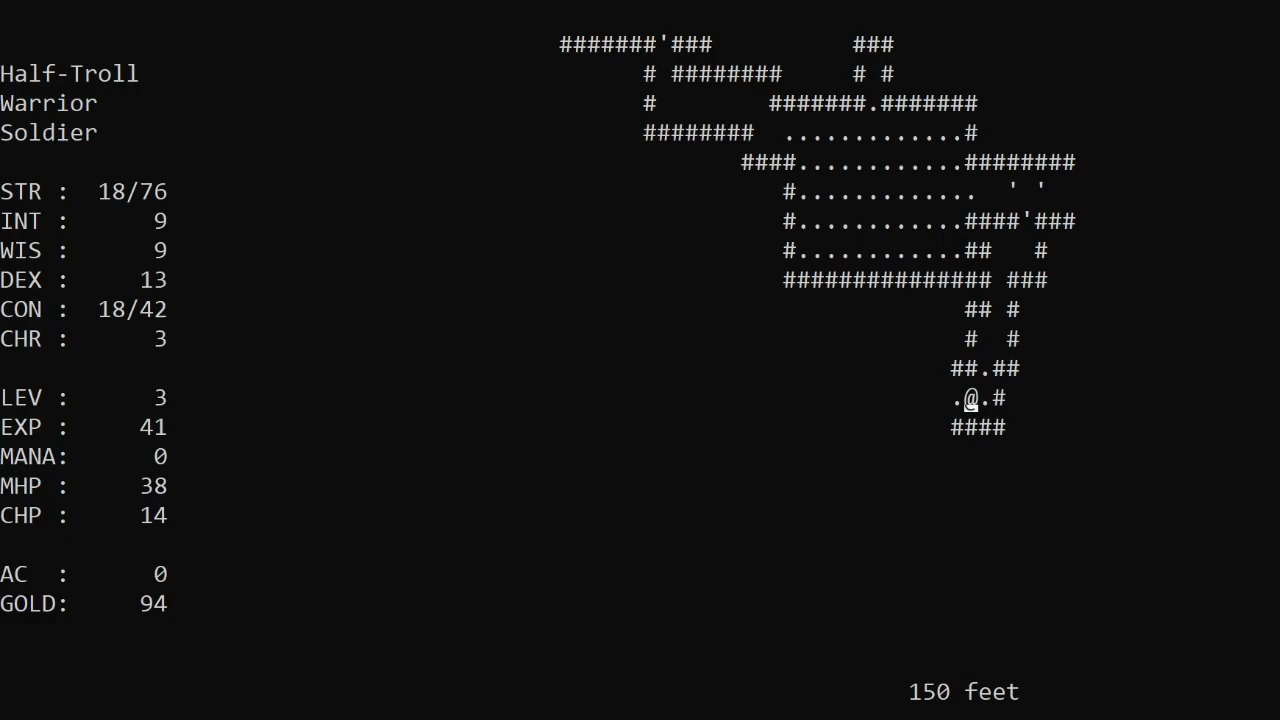 #######'###          ###
Half-Troll                                    # ########     # #
Warrior                                       #        #######.#######
Soldier                                       ########  .............#
                                                     ####............########
STR :  18/76                                            #.............  ' '
INT :     9                                             #............####'###
WIS :     9                                             #............##   #
DEX :    13                                             ############### ###
CON :  18/42                                                         ## #
CHR :     3                                                          #  #
                                                                    ##.##
LEV :     3                                                         .@.#
EXP :    41                                                         ####
MANA:     0
MHP :    38
CHP :    14
AC  :     0
GOLD:    94
                                                                 150 feet